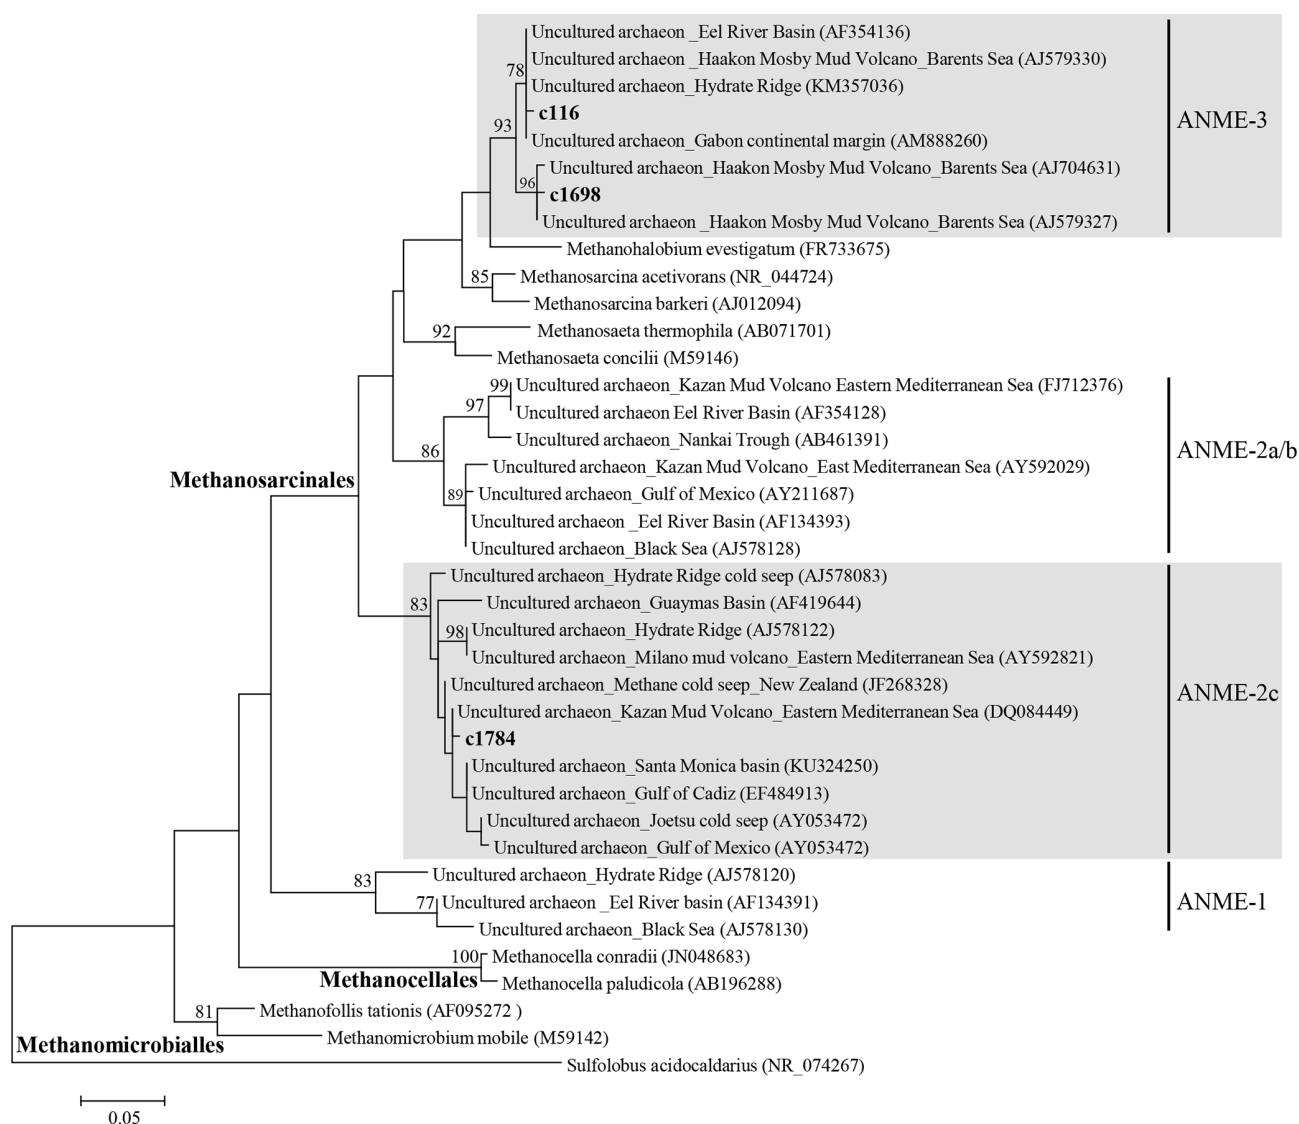 Uncultured archaeon _Eel River Basin (AF354136)
Uncultured archaeon _Haakon Mosby Mud Volcano_Barents Sea (AJ579330)
78
Uncultured archaeon_Hydrate Ridge (KM357036)
c116
ANME-3
93
Uncultured archaeon_Gabon continental margin (AM888260)
Uncultured archaeon_Haakon Mosby Mud Volcano_Barents Sea (AJ704631)
96
c1698
Uncultured archaeon _Haakon Mosby Mud Volcano_Barents Sea (AJ579327)
Methanohalobium evestigatum (FR733675)
85
Methanosarcina acetivorans (NR_044724)
Methanosarcina barkeri (AJ012094)
92
Methanosaeta thermophila (AB071701)
Methanosaeta concilii (M59146)
99
Uncultured archaeon_Kazan Mud Volcano Eastern Mediterranean Sea (FJ712376)
97
Uncultured archaeon Eel River Basin (AF354128)
Uncultured archaeon_Nankai Trough (AB461391)
86
ANME-2a/b
Uncultured archaeon_Kazan Mud Volcano_East Mediterranean Sea (AY592029)
Methanosarcinales
89
Uncultured archaeon_Gulf of Mexico (AY211687)
Uncultured archaeon _Eel River Basin (AF134393)
Uncultured archaeon_Black Sea (AJ578128)
Uncultured archaeon_Hydrate Ridge cold seep (AJ578083)
83
Uncultured archaeon_Guaymas Basin (AF419644)
98
Uncultured archaeon_Hydrate Ridge (AJ578122)
Uncultured archaeon_Milano mud volcano_Eastern Mediterranean Sea (AY592821)
Uncultured archaeon_Methane cold seep_New Zealand (JF268328)
ANME-2c
Uncultured archaeon_Kazan Mud Volcano_Eastern Mediterranean Sea (DQ084449)
c1784
Uncultured archaeon_Santa Monica basin (KU324250)
Uncultured archaeon_Gulf of Cadiz (EF484913)
Uncultured archaeon_Joetsu cold seep (AY053472)
Uncultured archaeon_Gulf of Mexico (AY053472)
83
Uncultured archaeon_Hydrate Ridge (AJ578120)
77
Uncultured archaeon _Eel River basin (AF134391)
ANME-1
Uncultured archaeon_Black Sea (AJ578130)
100
Methanocella conradii (JN048683)
Methanocellales
Methanocella paludicola (AB196288)
81
Methanofollis tationis (AF095272 )
Methanomicrobium mobile (M59142)
Methanomicrobialles
Sulfolobus acidocaldarius (NR_074267)
0.05